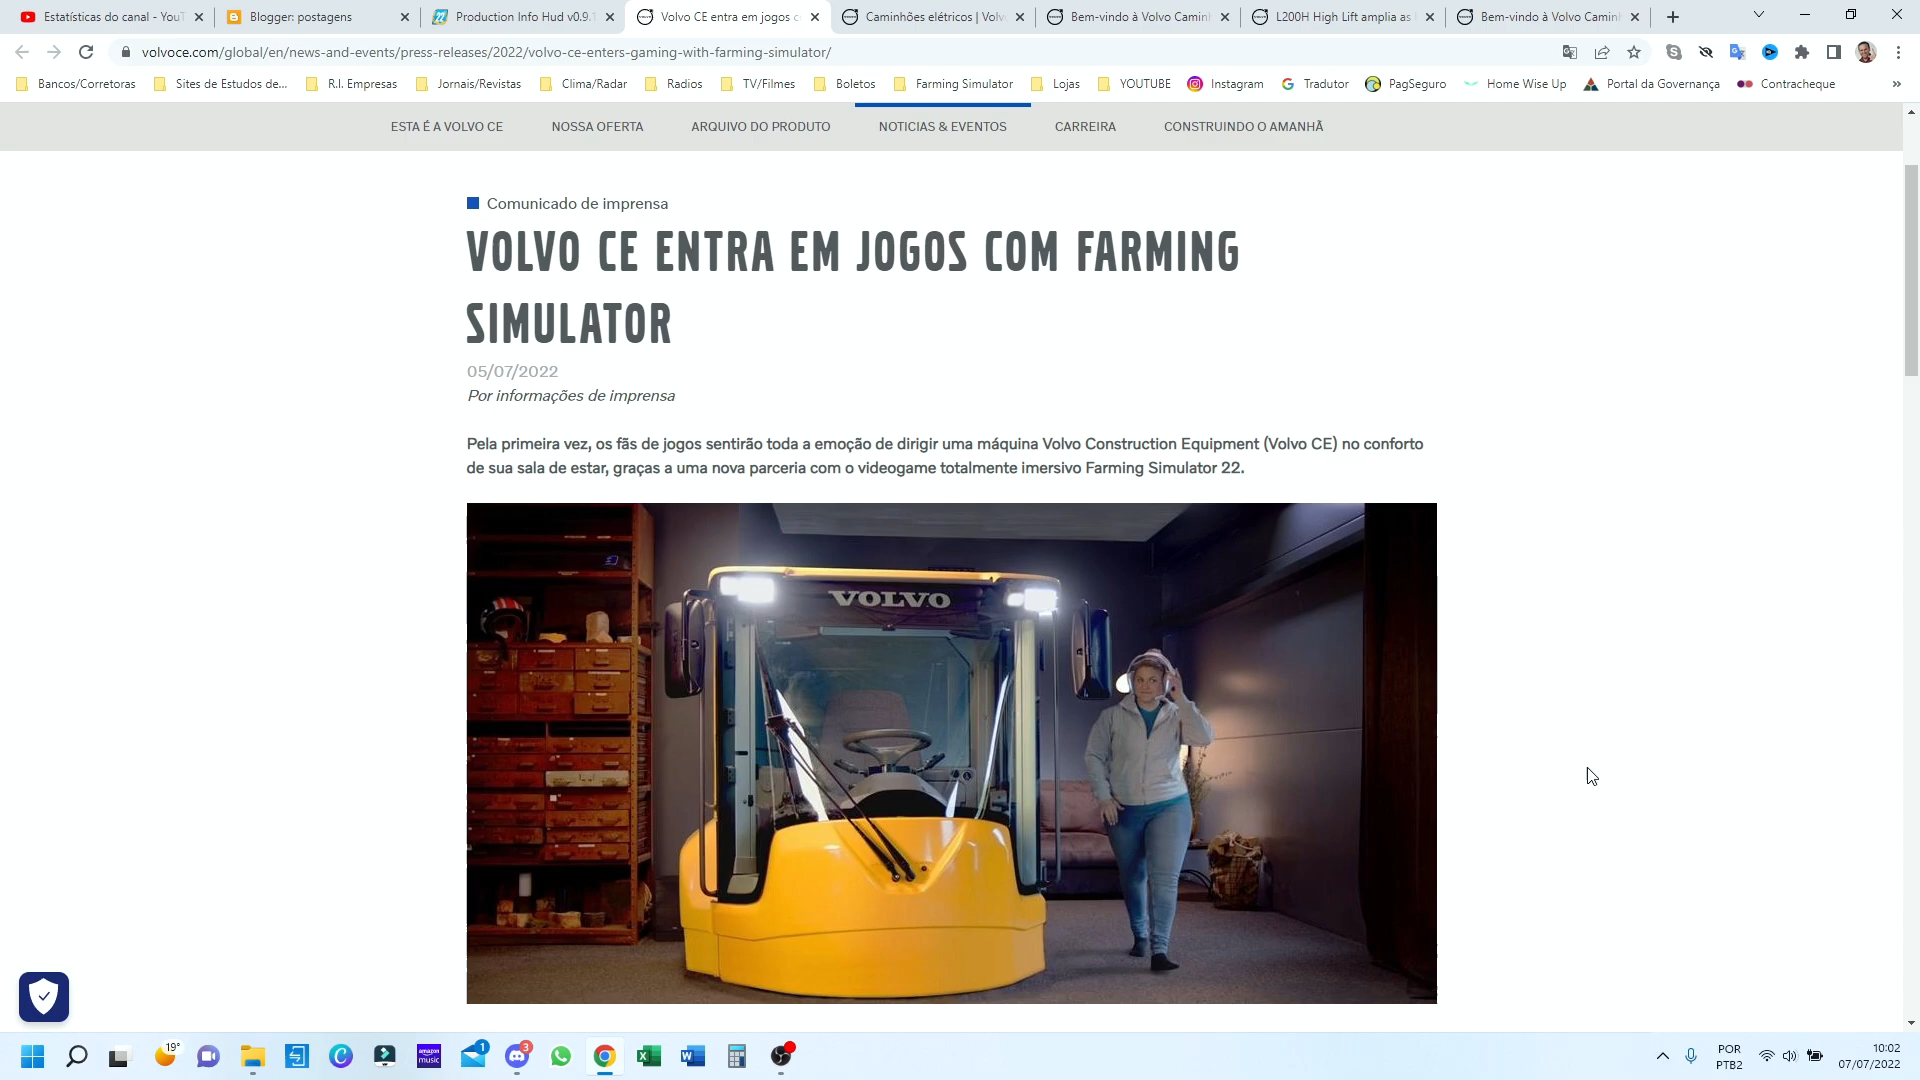 Estatísticas do canal - YouT
Blogger: postagens
Production Info Hud v0.9.
Volvo CE entra em jogos c
Caminhões elétricos | Volv
Bem-vindo à Volvo Camin
L200H High Lift amplia as
Bem-vindo à Volvo Camin
volvoce.com/global/en/news-and-events/press-releases/2022/volvo-ce-enters-gaming-with-farming-simulator/
Bancos/Corretoras
Sites de Estudos de...
R.I. Empresas
Jornais/Revistas
Clima/Radar
Radios
TV/Filmes
Boletos
Farming Simulator
Lojas
YOUTUBE
Instagram
Tradutor
PagSeguro
Home Wise Up
Portal da Governança
Contracheque
»
ESTA É A VOLVO CE
NOSSA OFERTA
ARQUIVO DO PRODUTO
NOTICIAS & EVENTOS
CARREIRA
CONSTRUINDO O AMANHÃ
Comunicado de imprensa
VOLVO CE ENTRA EM JOGOS COM FARMING
SIMULATOR
05/07/2022
Por informações de imprensa
Pela primeira vez, os fãs de jogos sentirão toda a emoção de dirigir uma máquina Volvo Construction Equipment (Volvo CE) no conforto
de sua sala de estar, graças a uma nova parceria com o videogame totalmente imersivo Farming Simulator 22.
VOLVO
19°
amazon
music
1
3
POR
PTB2
10:02
07/07/2022